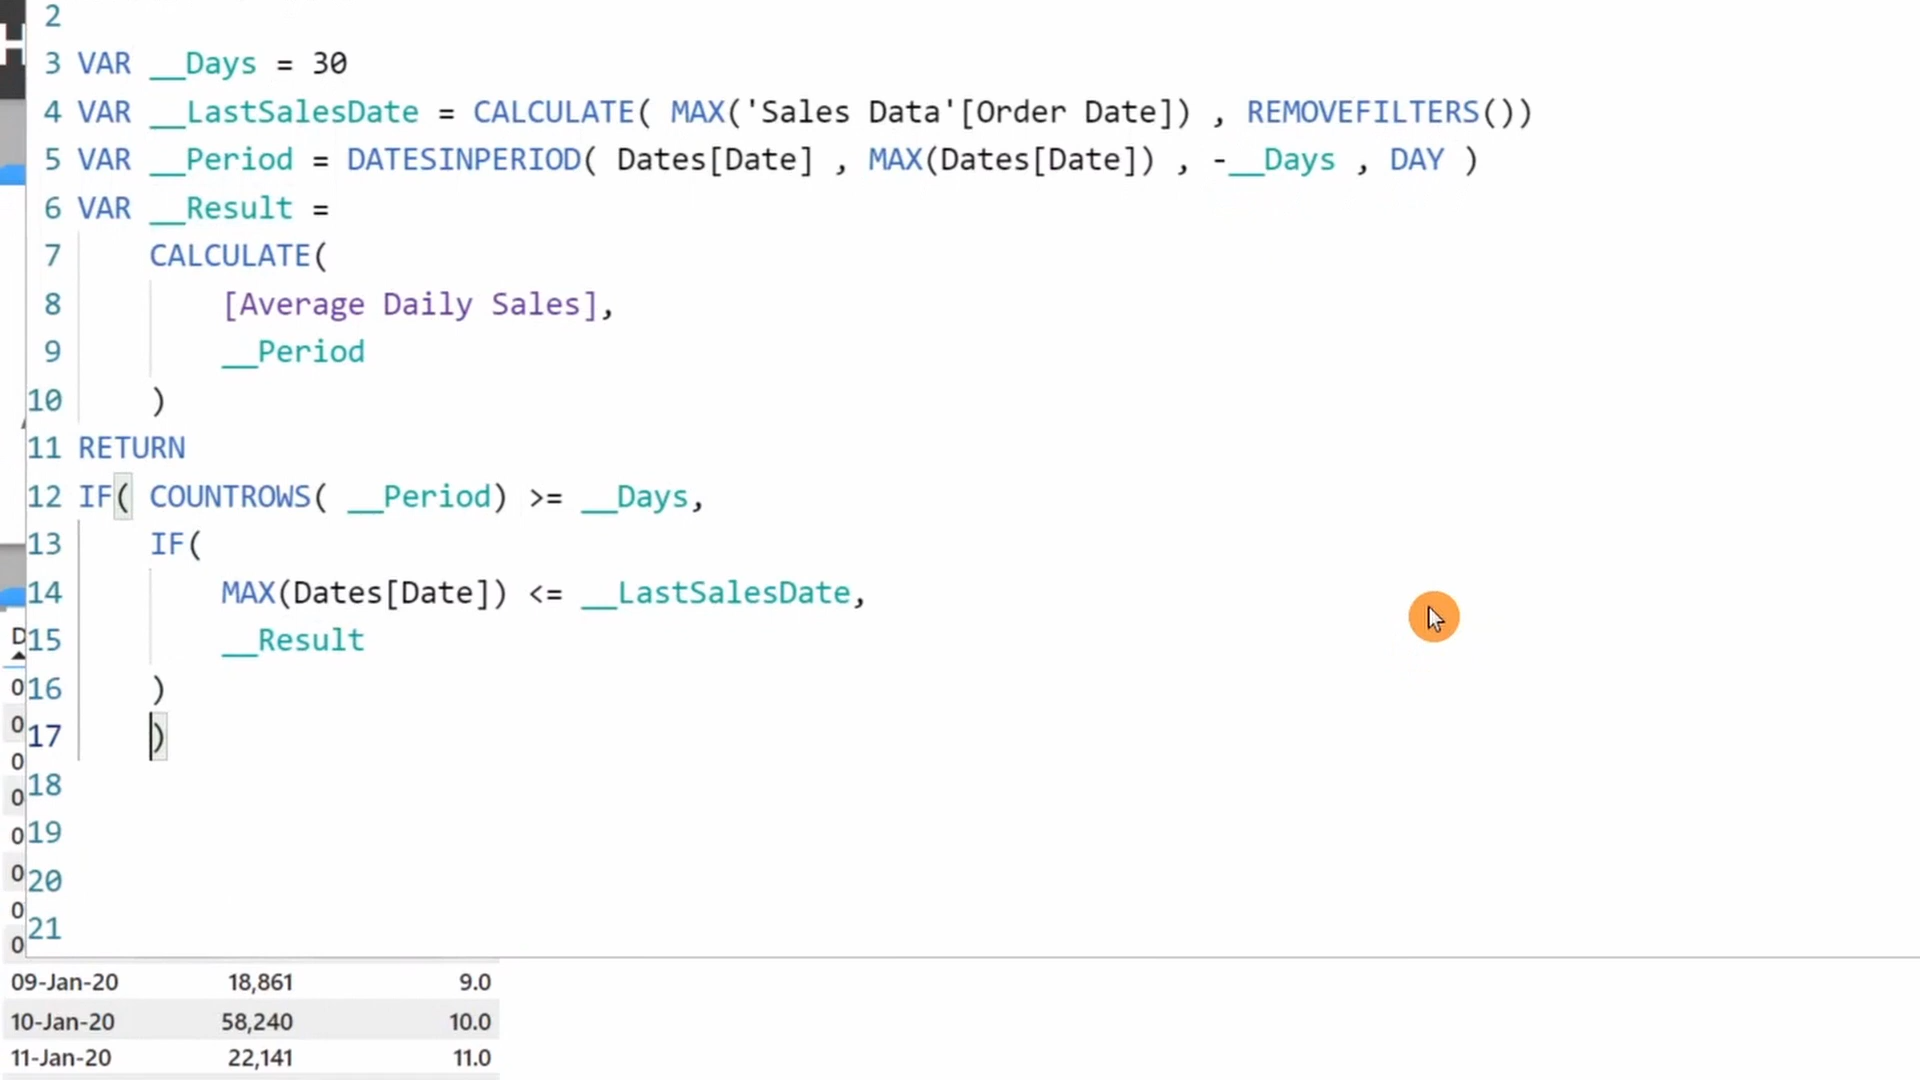 2
3 VAR __Days = 30
4 VAR __LastSalesDate = CALCULATE( MAX('Sales Data'[Order Date]) , REMOVEFILTERS())
5 VAR __Period = DATESINPERIOD( Dates[Date] , MAX(Dates[Date]) , -__Days , DAY )
6 VAR __Result =
7 CALCULATE(
8 [Average Daily Sales],
9 __Period
10 )
11 RETURN
12 IF( COUNTROWS( __Period) >= __Days,
13 IF(
14 MAX(Dates[Date]) <= __LastSalesDate,
15 __Result
16 )
17 )
18
19
20
21
09-Jan-20 18,861 9.0
10-Jan-20 58,240 10.0
11-Jan-20 22,141 11.0